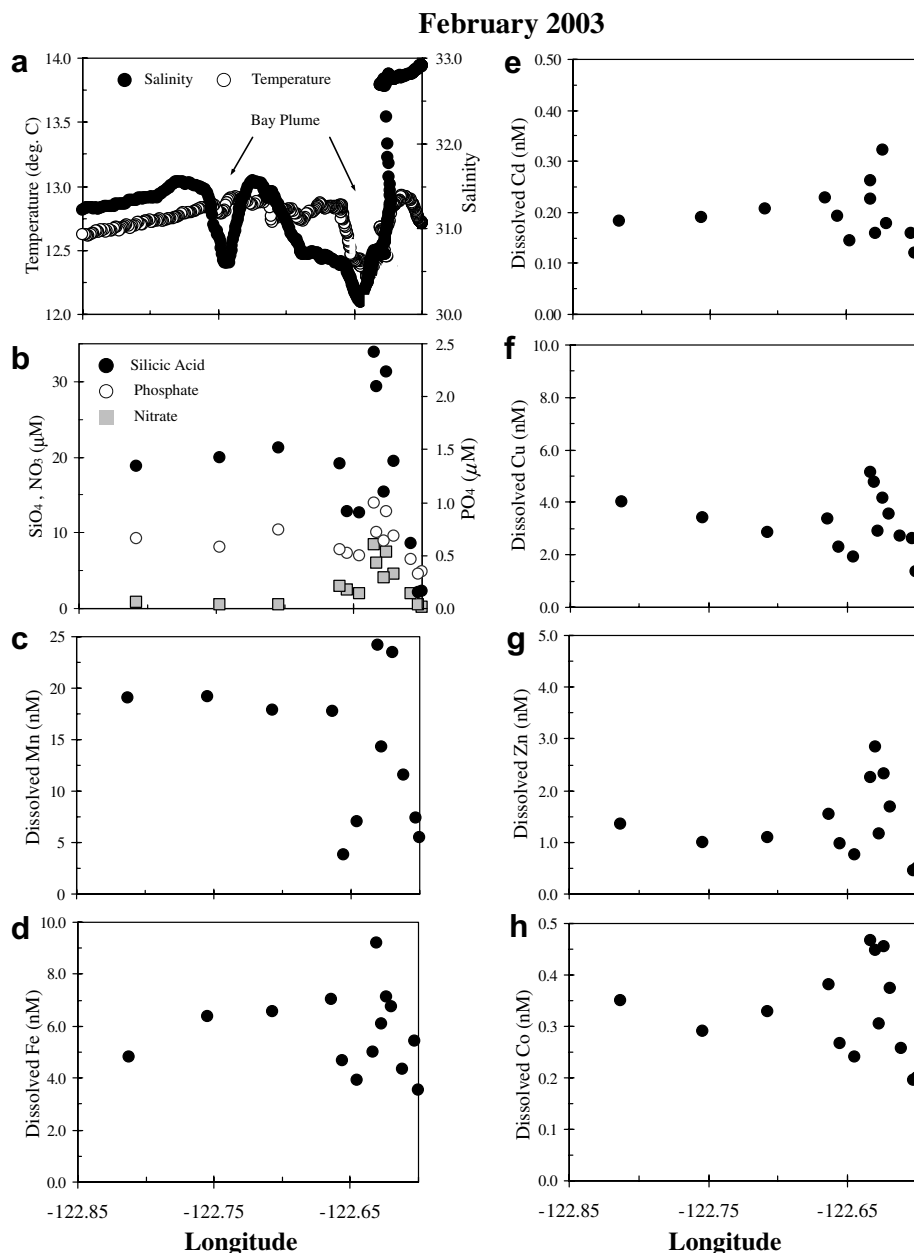 February 2003
a
14.0
13.5
13.0
12.5
12.0
Temperature (deg. C)
Salinity
Temperature
Bay Plume
33.0
32.0
31.0
30.0
Salinity
b
30
20
10
0
SiO4 , NO3 (μM)
Silicic Acid
Phosphate
Nitrate
2.5
2.0
1.5
1.0
0.5
0.0
PO4 (μM)
c
25
20
15
10
5
0
Dissolved Mn (nM)
d
10.0
8.0
6.0
4.0
2.0
0.0
Dissolved Fe (nM)
-122.85
-122.75
-122.65
Longitude
e
0.50
0.40
0.30
0.20
0.10
0.00
Dissolved Cd (nM)
f
10.0
8.0
6.0
4.0
2.0
0.0
Dissolved Cu (nM)
g
5.0
4.0
3.0
2.0
1.0
0.0
Dissolved Zn (nM)
h
0.5
0.4
0.3
0.2
0.1
0.0
Dissolved Co (nM)
-122.85
-122.75
-122.65
Longitude